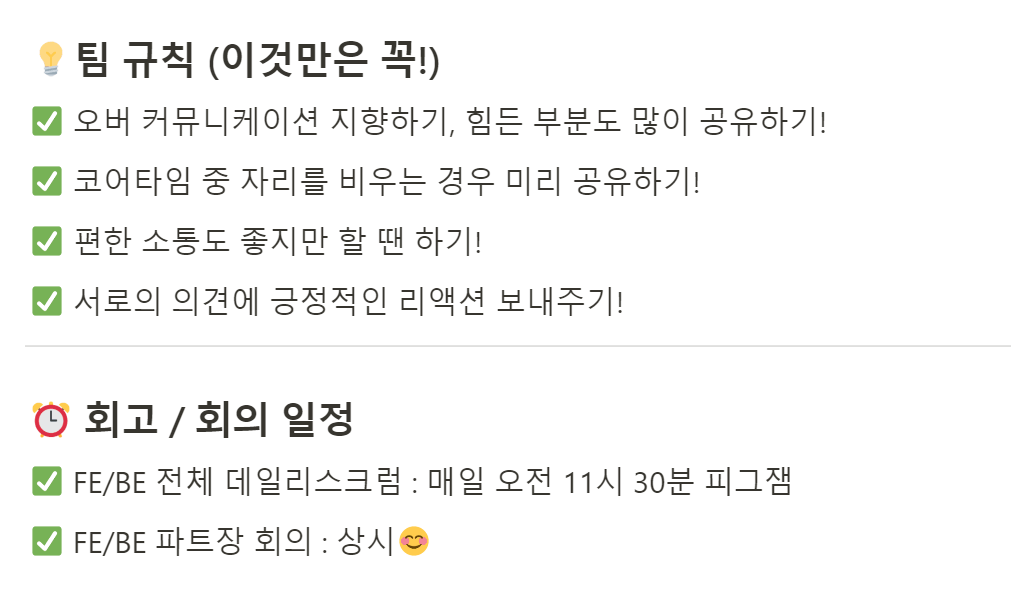 💡팀 규칙 (이것만은 꼭!)
✅ 오버 커뮤니케이션 지향하기, 힘든 부분도 많이 공유하기!
✅ 코어타임 중 자리를 비우는 경우 미리 공유하기!
✅ 편한 소통도 좋지만 할 땐 하기!
✅ 서로의 의견에 긍정적인 리액션 보내주기!
⏰ 회고 / 회의 일정
✅ FE/BE 전체 데일리스크럼 : 매일 오전 11시 30분 피그잼
✅ FE/BE 파트장 회의 : 상시😊